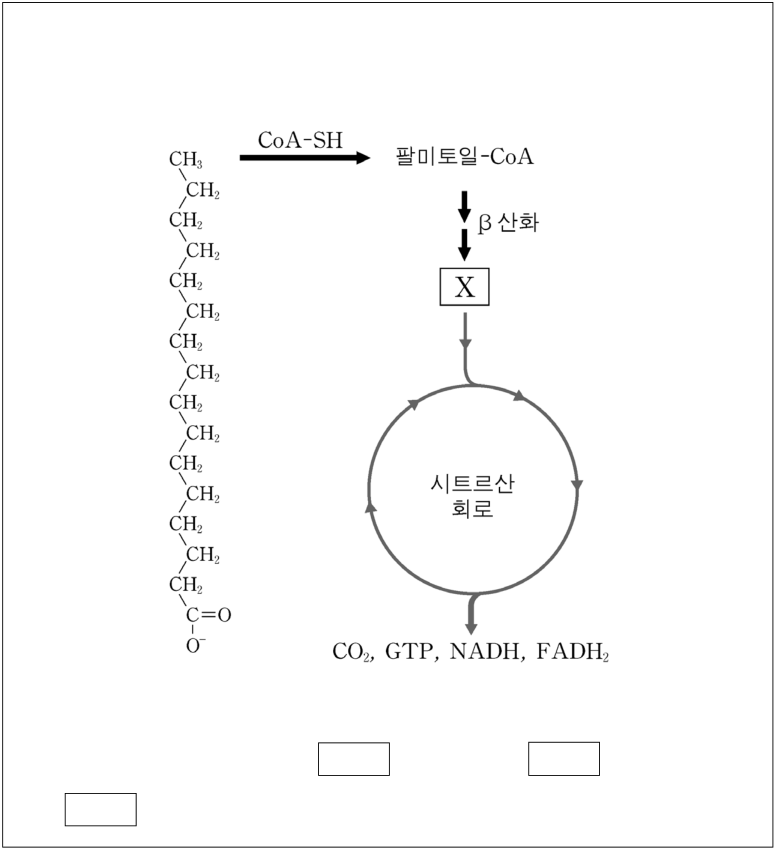 CoA-SH
팔미토일-CoA
CH₃
CH₂
CH₂
CH₂
CH₂
CH₂
CH₂
CH₂
CH₂
CH₂
CH₂
CH₂
CH₂
CH₂
CH₂
C=O
O⁻
β 산화
X
시트르산
회로
CO₂, GTP, NADH, FADH₂